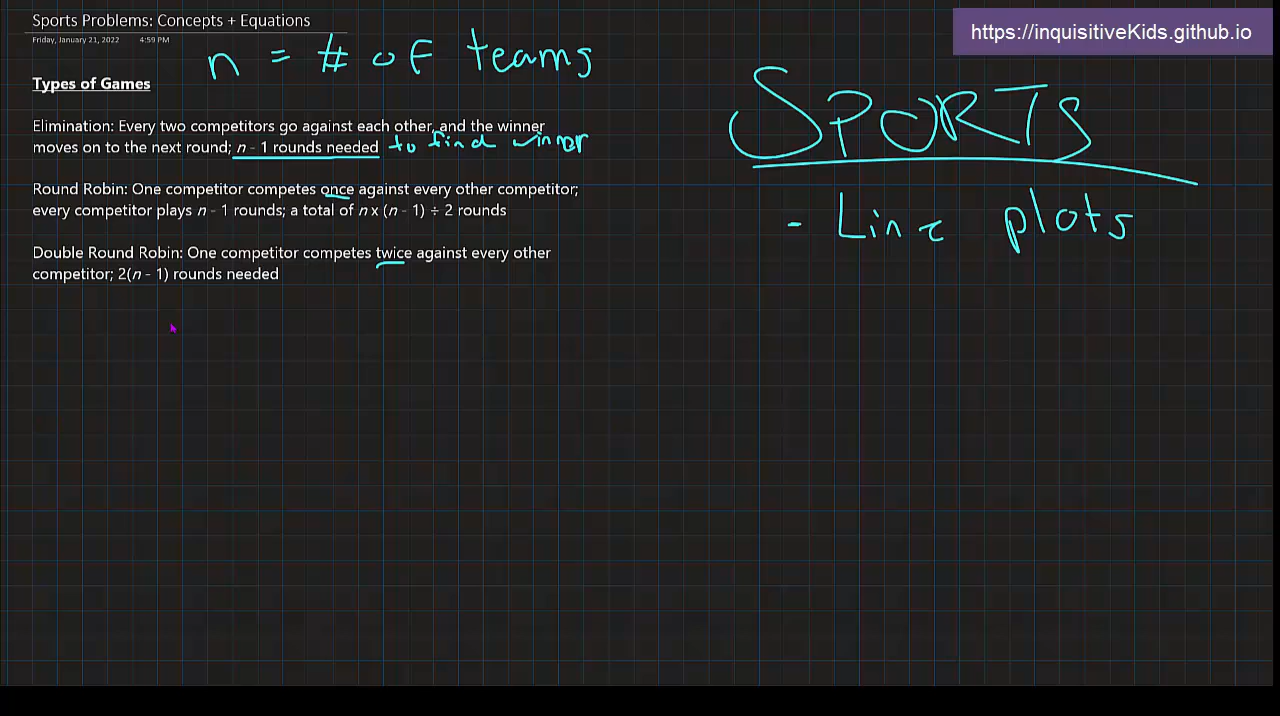 Sports Problems: Concepts + Equations
Friday, January 21, 2022 4:59 PM
https://inquisitiveKids.github.io
n = # of teams
Types of Games
SPORTS
Elimination: Every two competitors go against each other, and the winner
moves on to the next round; n - 1 rounds needed to find winner
Round Robin: One competitor competes once against every other competitor;
every competitor plays n - 1 rounds; a total of n x (n - 1) ÷ 2 rounds
- Line plots
Double Round Robin: One competitor competes twice against every other
competitor; 2(n - 1) rounds needed